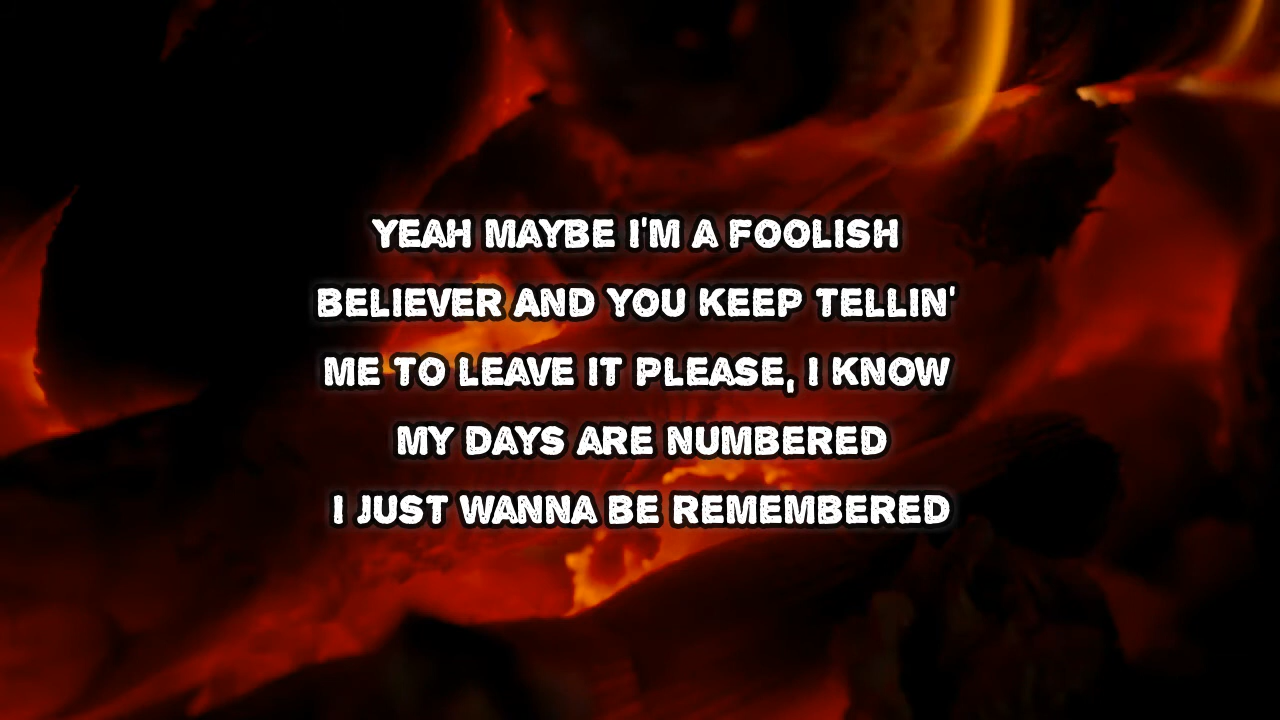 YEAH MAYBE I'M A FOOLISH
BELIEVER AND YOU KEEP TELLIN'
ME TO LEAVE IT PLEASE, I KNOW
MY DAYS ARE NUMBERED
I JUST WANNA BE REMEMBERED